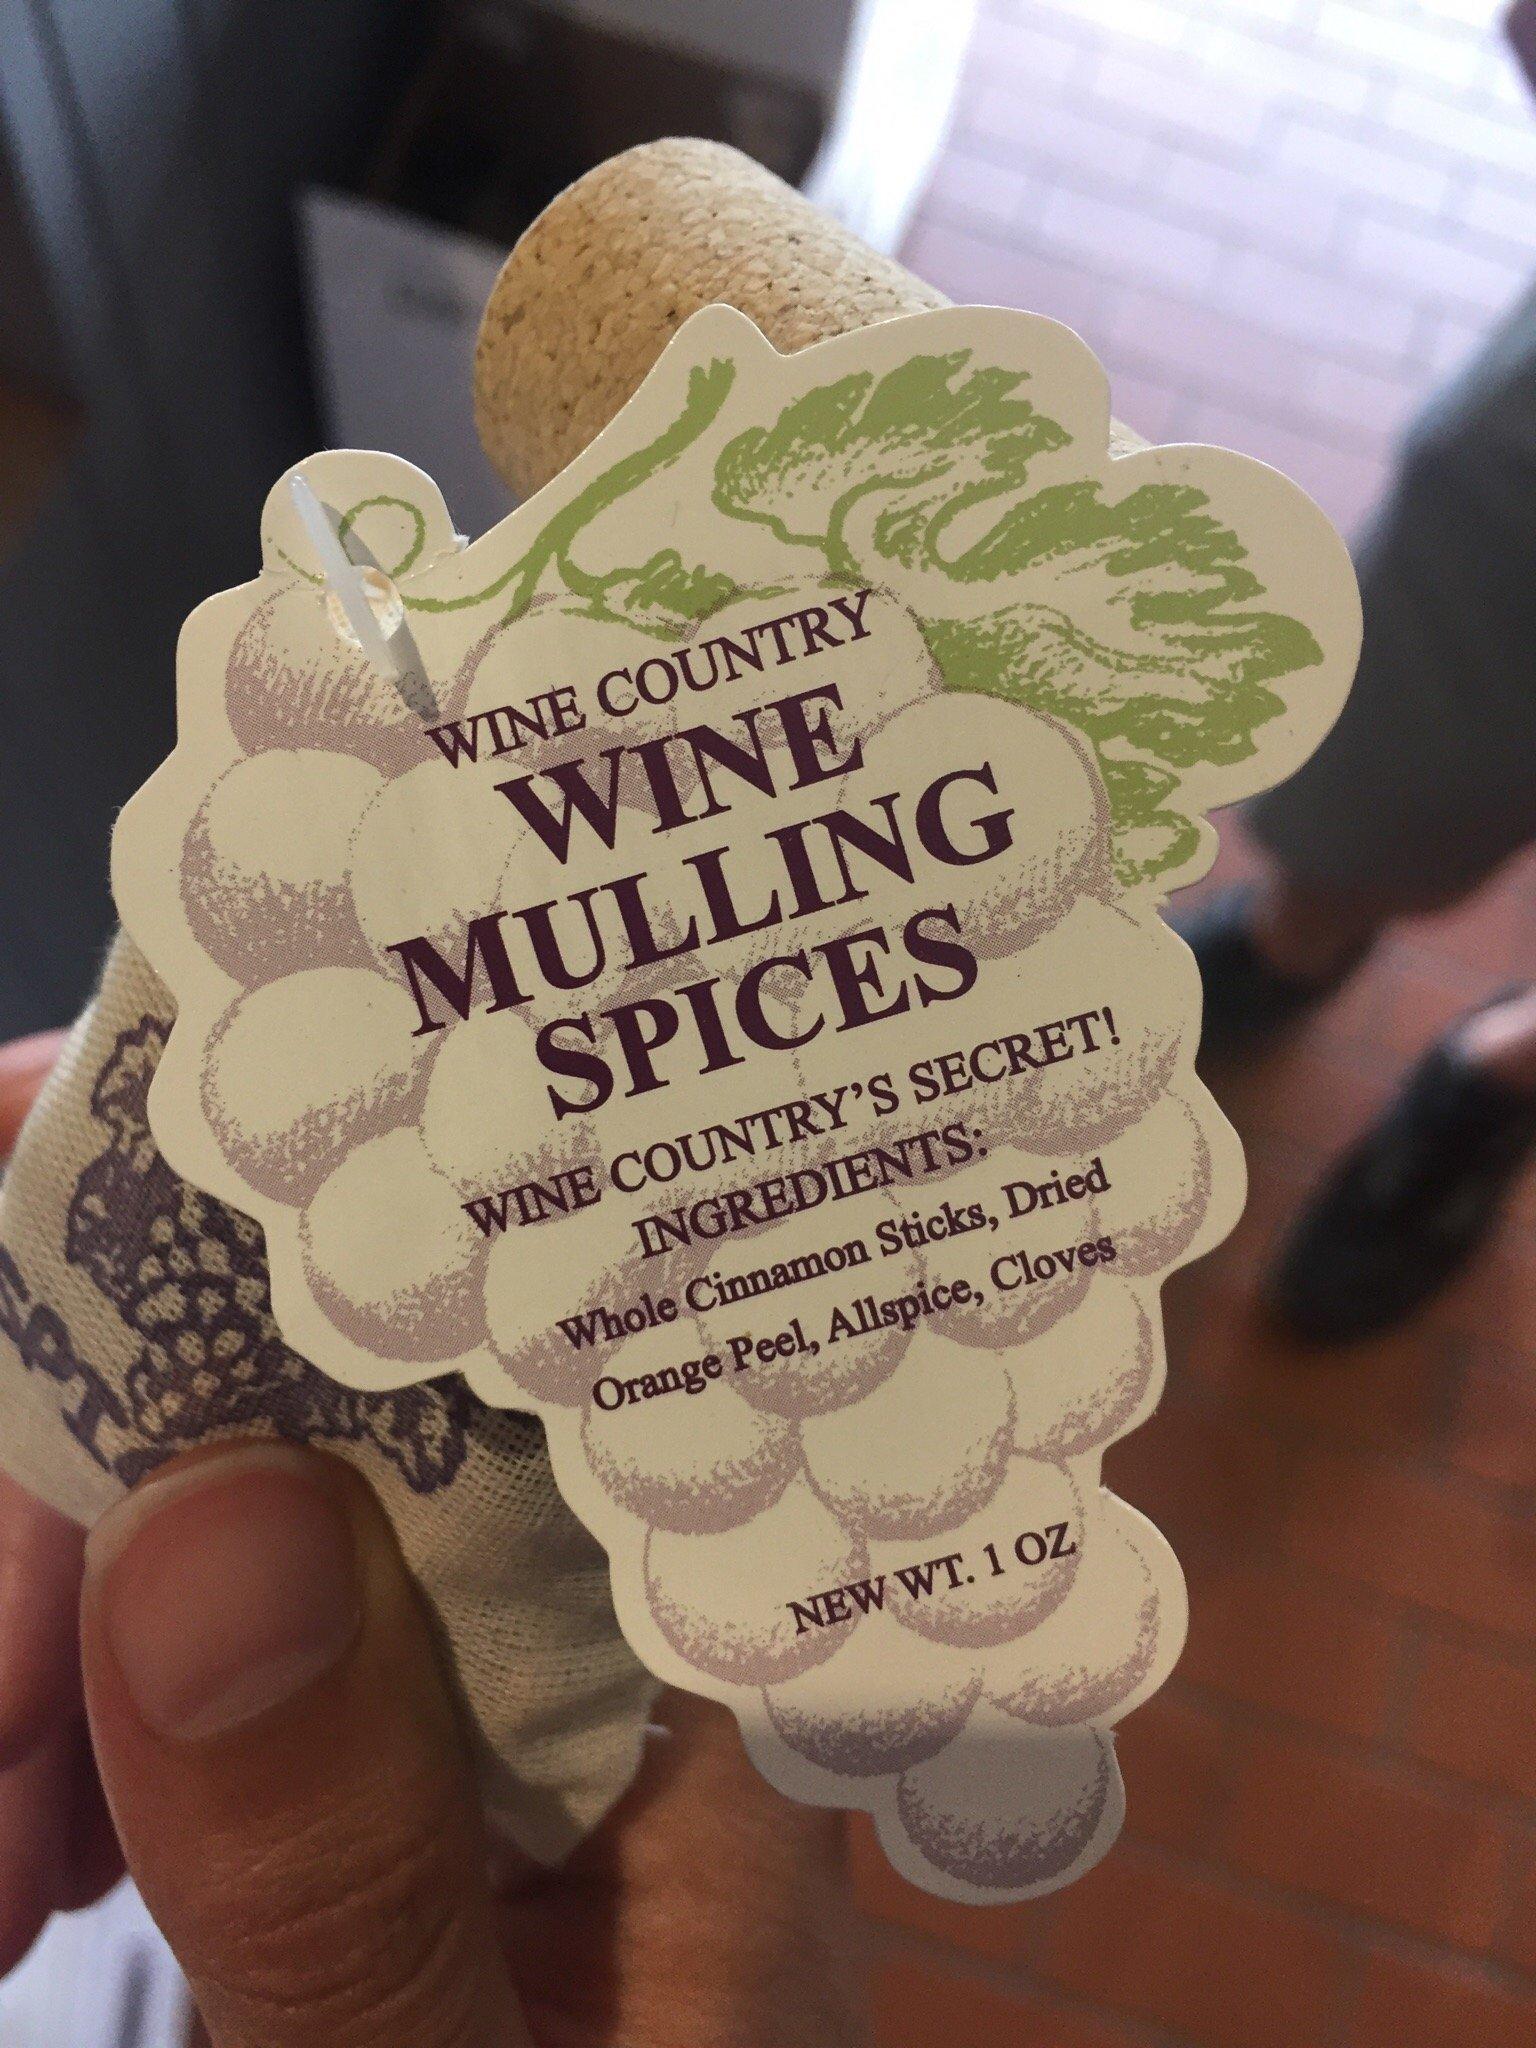 WINE COUNTRY
WINE
MULLING
SPICES
WINE COUNTRY'S SECRET!
INGREDIENTS:
Whole Cinnamon Sticks, Dried
Orange Peel, Allspice, Cloves
NEW WT. 1 OZ